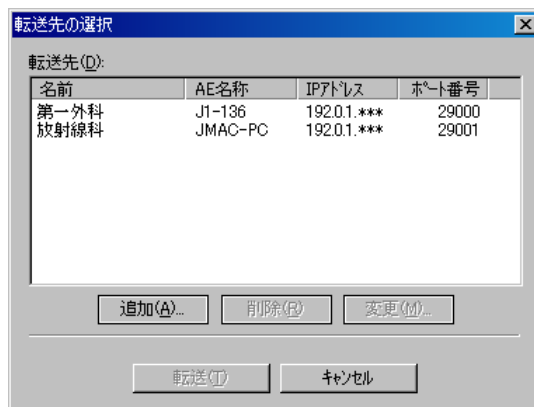 転送先の選択
転送先(D):
名前 AE名称 IPアドレス ポート番号
第一外科 J1-136 192.0.1.*** 29000
放射線科 JMAC-PC 192.0.1.*** 29001
追加(A)... 削除(R) 変更(M)...
転送(T) キャンセル